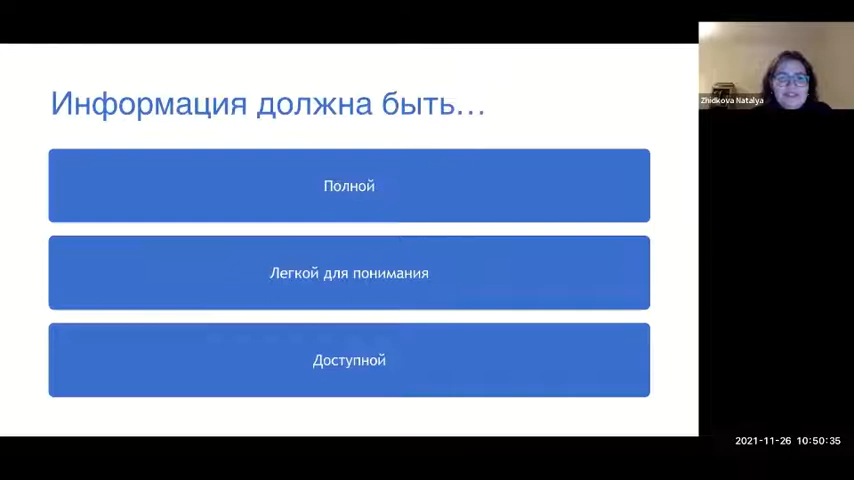 Информация должна быть…
Полной
Легкой для понимания
Доступной
Zhidkova Natalya
2021-11-26 10:50:35